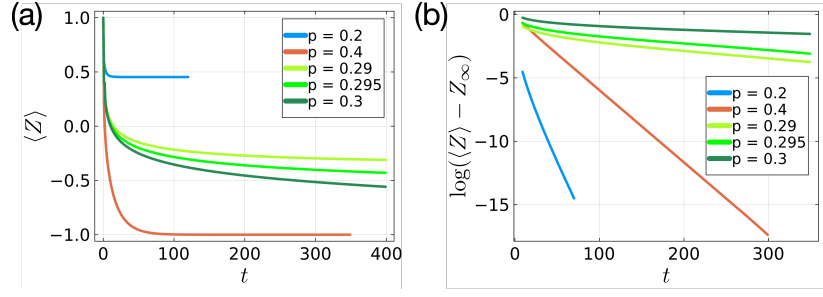 (a)
1.0
0.5
0.0
−0.5
−1.0
⟨Z⟩
0
100
200
300
400
t
p = 0.2
p = 0.4
p = 0.29
p = 0.295
p = 0.3
(b)
0
−5
−10
−15
log(⟨Z⟩ − Z∞)
0
100
200
300
t
p = 0.2
p = 0.4
p = 0.29
p = 0.295
p = 0.3